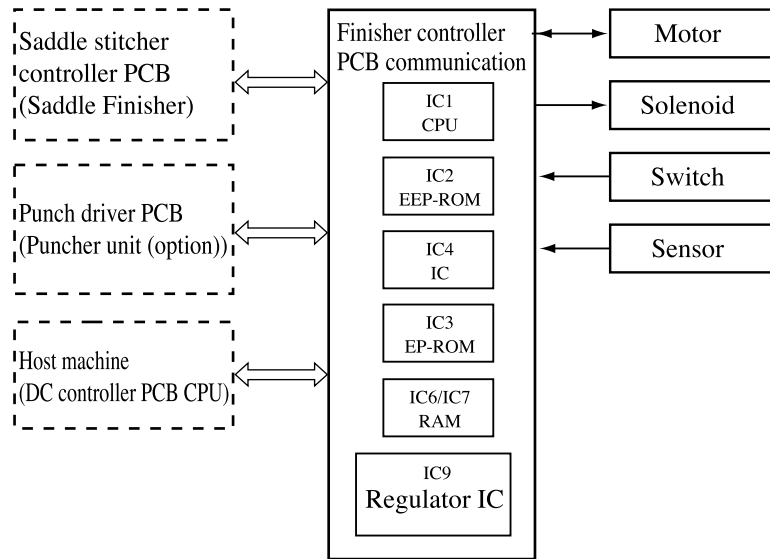 Saddle stitcher
controller PCB
(Saddle Finisher)
Punch driver PCB
(Puncher unit (option))
Host machine
(DC controller PCB CPU)
Finisher controller
PCB communication
IC1
CPU
IC2
EEP-ROM
IC4
IC
IC3
EP-ROM
IC6/IC7
RAM
IC9
Regulator IC
Motor
Solenoid
Switch
Sensor